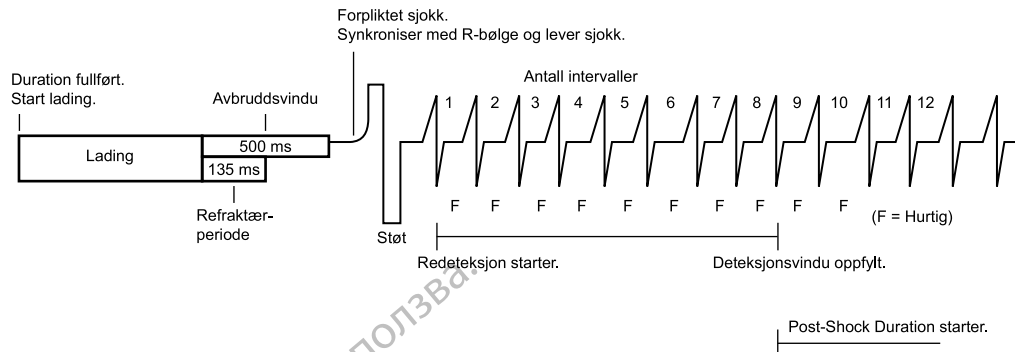 Forpliktet sjokk.
Synkroniser med R-bølge og lever sjokk.
Duration fullført.
Start lading.
Avbruddsvindu
Antall intervaller
1 2 3 4 5 6 7 8 9 10 11 12
Lading
500 ms
135 ms
F F F F F F F F F F
(F = Hurtig)
Refraktær-
periode
Støt
Redeteksjon starter.
Deteksjonsvindu oppfylt.
Post-Shock Duration starter.
ползва.